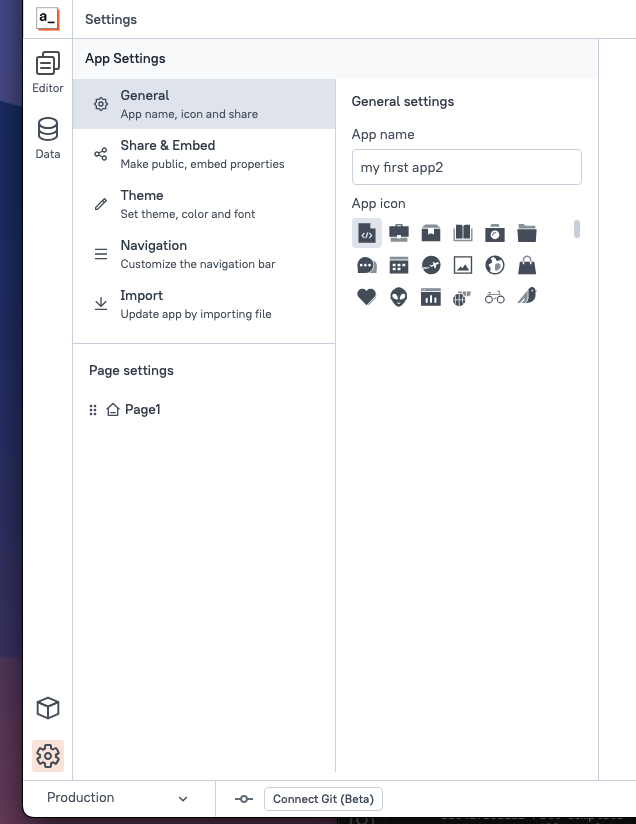 a_
Settings
Editor
Data
App Settings
General
App name, icon and share
Share & Embed
Make public, embed properties
Theme
Set theme, color and font
Navigation
Customize the navigation bar
Import
Update app by importing file
Page settings
Page1
General settings
App name
my first app2
App icon
Production
Connect Git (Beta)